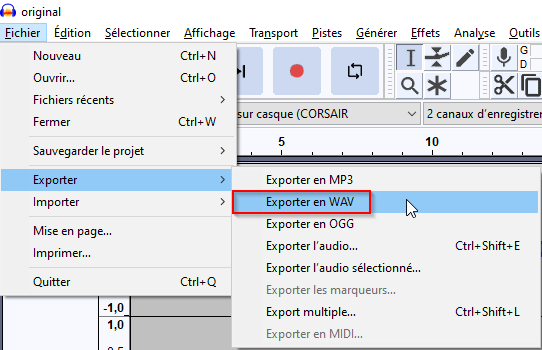 original
Fichier Édition Sélectionner Affichage Transport Pistes Générer Effets Analyse Outils
Nouveau Ctrl+N
Ouvrir... Ctrl+O
Fichiers récents >
Fermer Ctrl+W
Sauvegarder le projet >
Exporter >
Importer >
Mise en page...
Imprimer...
Quitter Ctrl+Q
G
D
sur casque (CORSAIR
2 canaux d'enregistrer
5 10
Exporter en MP3
Exporter en WAV
Exporter en OGG
Exporter l'audio... Ctrl+Shift+E
Exporter l'audio sélectionné...
Exporter les marqueurs...
Export multiple... Ctrl+Shift+L
Exporter en MIDI...
-1,0
1,0